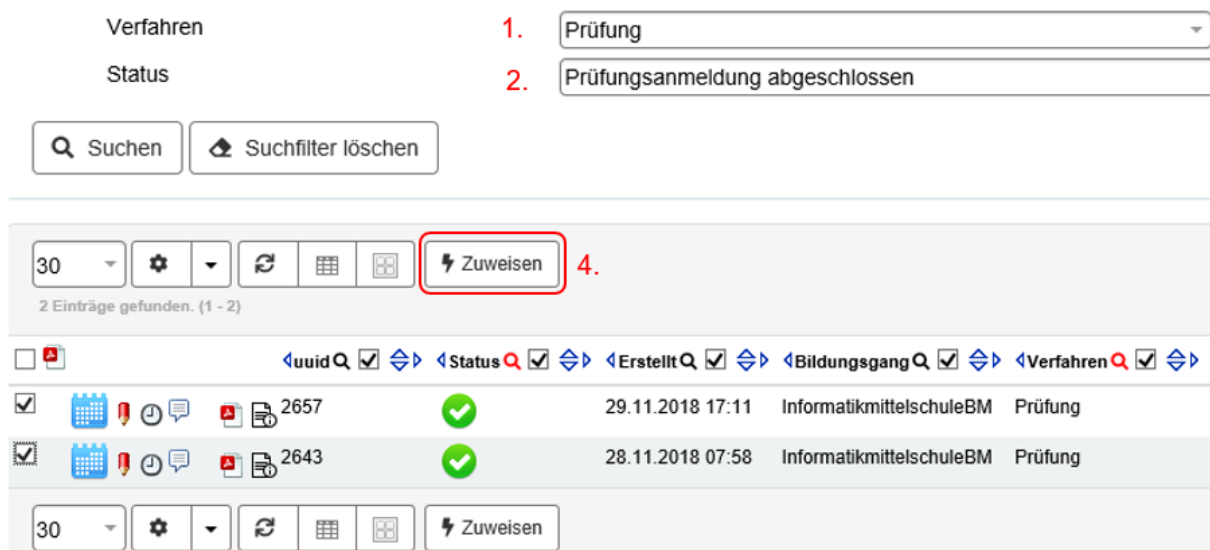 Verfahren 1. Prüfung
Status 2. Prüfungsanmeldung abgeschlossen
Suchen Suchfilter löschen
30 Zuweisen 4.
2 Einträge gefunden. (1 - 2)
uuid Status Erstellt Bildungsgang Verfahren
2657 29.11.2018 17:11 InformatikmittelschuleBM Prüfung
2643 28.11.2018 07:58 InformatikmittelschuleBM Prüfung
30 Zuweisen